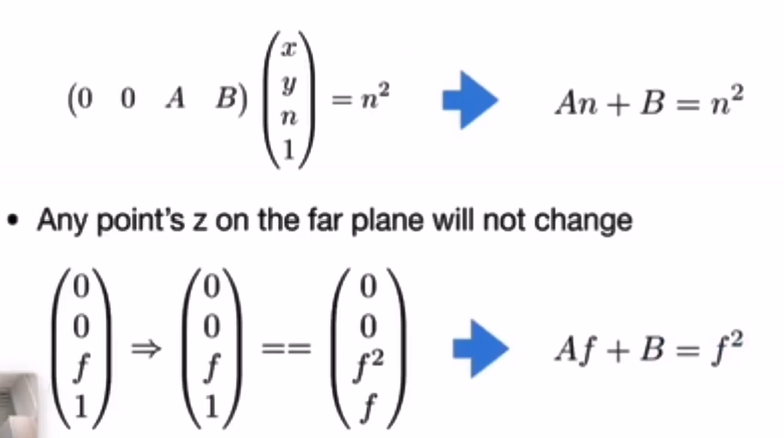 (0 0 A B) (x y n 1) = n² An + B = n²
• Any point's z on the far plane will not change
(0 0 f 1) ⇒ (0 0 f 1) == (0 0 f² f) Af + B = f²